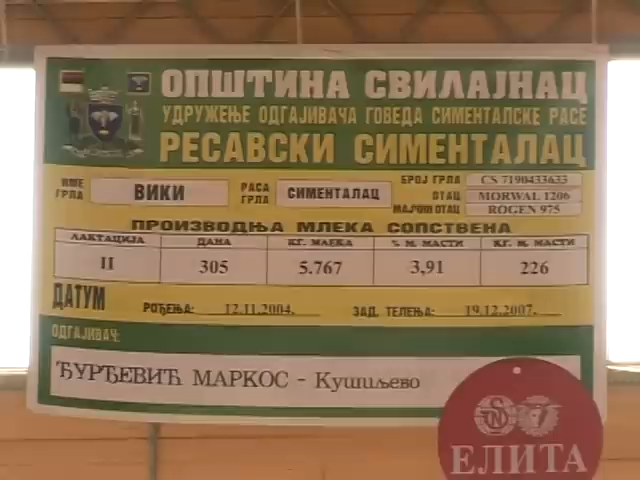 ОПШТИНА СВИЛАЈНАЦ
УДРУЖЕЊЕ ОДГАЈИВАЧА ГОВЕДА СИМЕНТАЛСКЕ РАСЕ
РЕСАВСКИ СИМЕНТАЛАЦ
ИМЕ ГРЛА ВИКИ РАСА ГРЛА СИМЕНТАЛАЦ
БРОЈ ГРЛА CS 7190433633
ОТАЦ MORWAL 1206
МАЈЧИН ОТАЦ ROGEN 975
ПРОИЗВОДЊА МЛЕКА СОПСТВЕНА
ЛАКТАЦИЈА ДАНА КГ. МЛЕКА % М. МАСТИ КГ. М. МАСТИ
II 305 5.767 3,91 226
ДАТУМ РОЂЕЊА: 12.11.2004. ЗАД. ТЕЛЕЊА: 19.12.2007.
ОДГАЈИВАЧ:
ЂУРЂЕВИЋ МАРКОС - Кушиљево
ЕЛИТА